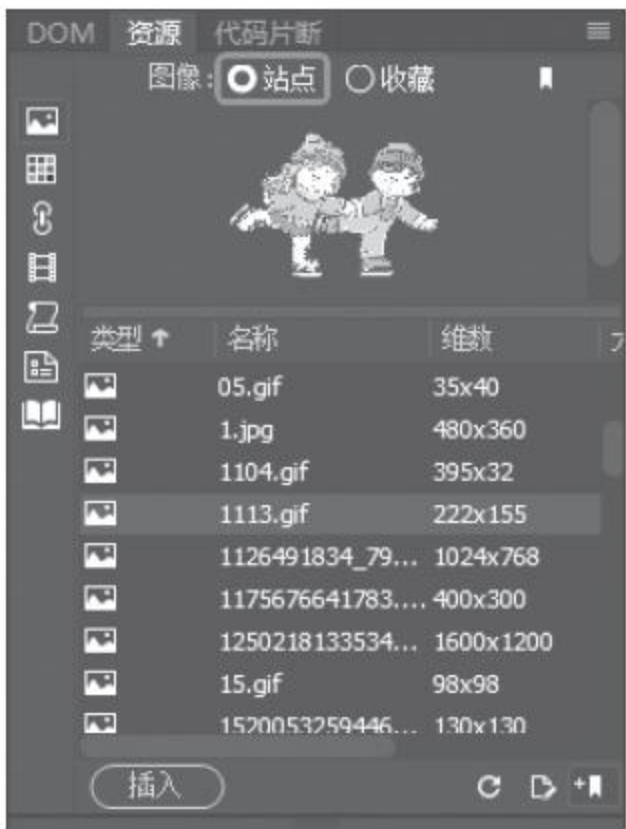 DOM 资源 代码片断
图像: 站点 收藏
类型 名称 维数
05.gif 35x40
1.jpg 480x360
1104.gif 395x32
1113.gif 222x155
1126491834_79... 1024x768
1175676641783.... 400x300
1250218133534... 1600x1200
15.gif 98x98
1520053259446... 130x130
插入